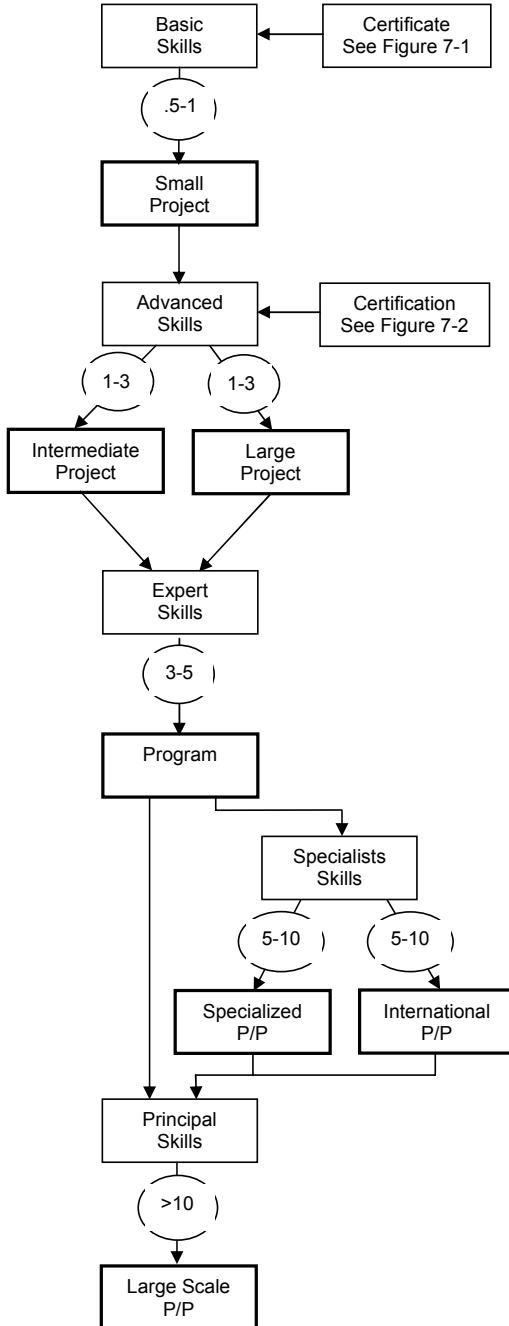 Basic
Skills
Certificate
See Figure 7-1
.5-1
Small
Project
Advanced
Skills
Certification
See Figure 7-2
1-3
1-3
Intermediate
Project
Large
Project
Expert
Skills
3-5
Program
Specialists
Skills
5-10
5-10
Specialized
P/P
International
P/P
Principal
Skills
>10
Large Scale
P/P